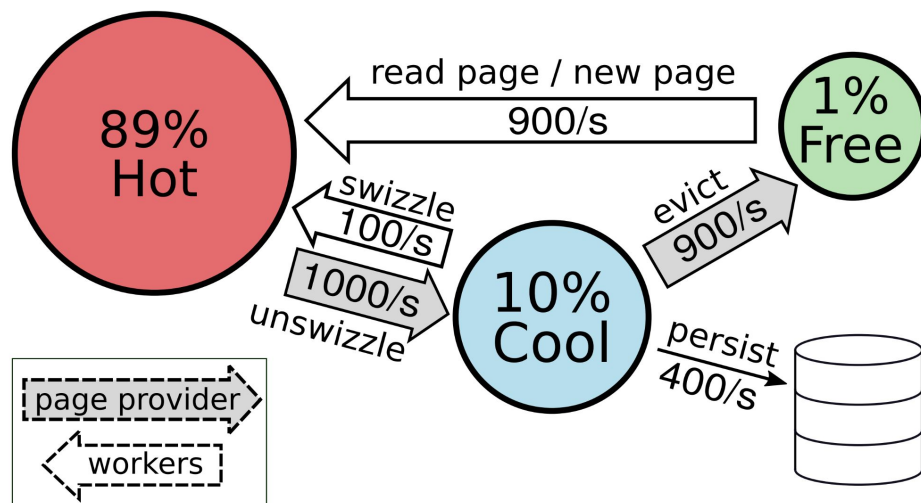 read page / new page
900/s
1%
Free
89%
Hot
swizzle
100/s
1000/s
unswizzle
evict
900/s
10%
Cool
persist
400/s
page provider
workers